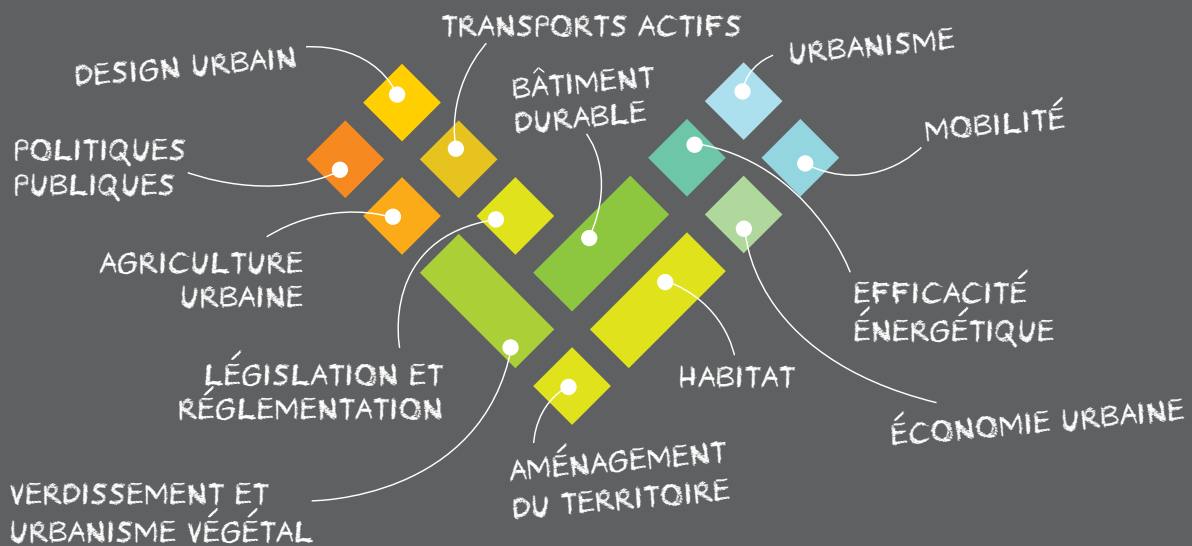 TRANSPORTS ACTIFS
DESIGN URBAIN
BÂTIMENT
DURABLE
URBANISME
MOBILITÉ
POLITIQUES
PUBLIQUES
AGRICULTURE
URBAINE
EFFICACITÉ
ÉNERGÉTIQUE
LÉGISLATION ET
RÉGLEMENTATION
HABITAT
ÉCONOMIE URBAINE
AMÉNAGEMENT
DU TERRITOIRE
VERDISSEMENT ET
URBANISME VÉGÉTAL